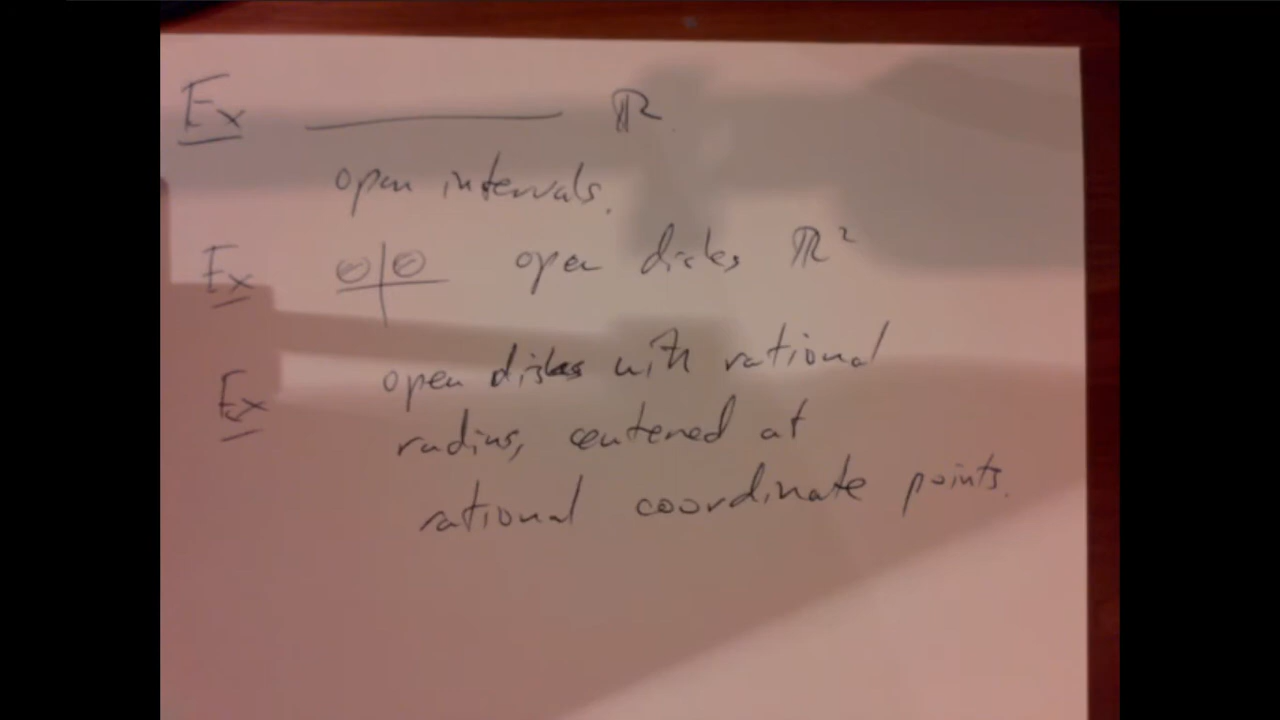 Ex ℝ
open intervals.
Ex open disks ℝ²
Ex open disks with rational
radius, centered at
rational coordinate points.